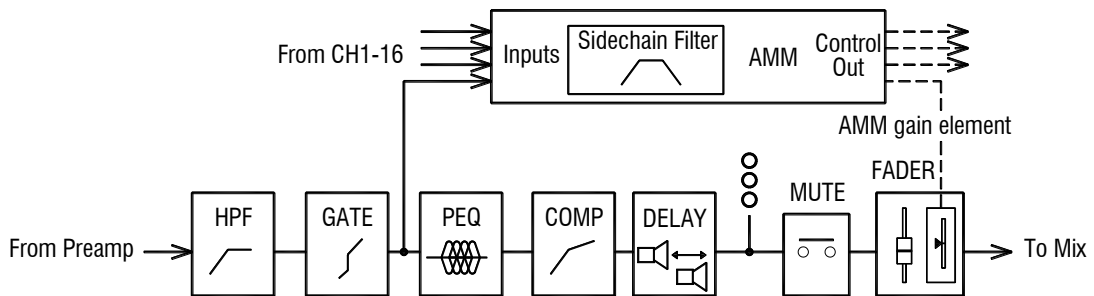 From CH1-16
Inputs
Sidechain Filter
AMM
Control
Out
AMM gain element
FADER
MUTE
HPF
GATE
PEQ
COMP
DELAY
From Preamp
To Mix